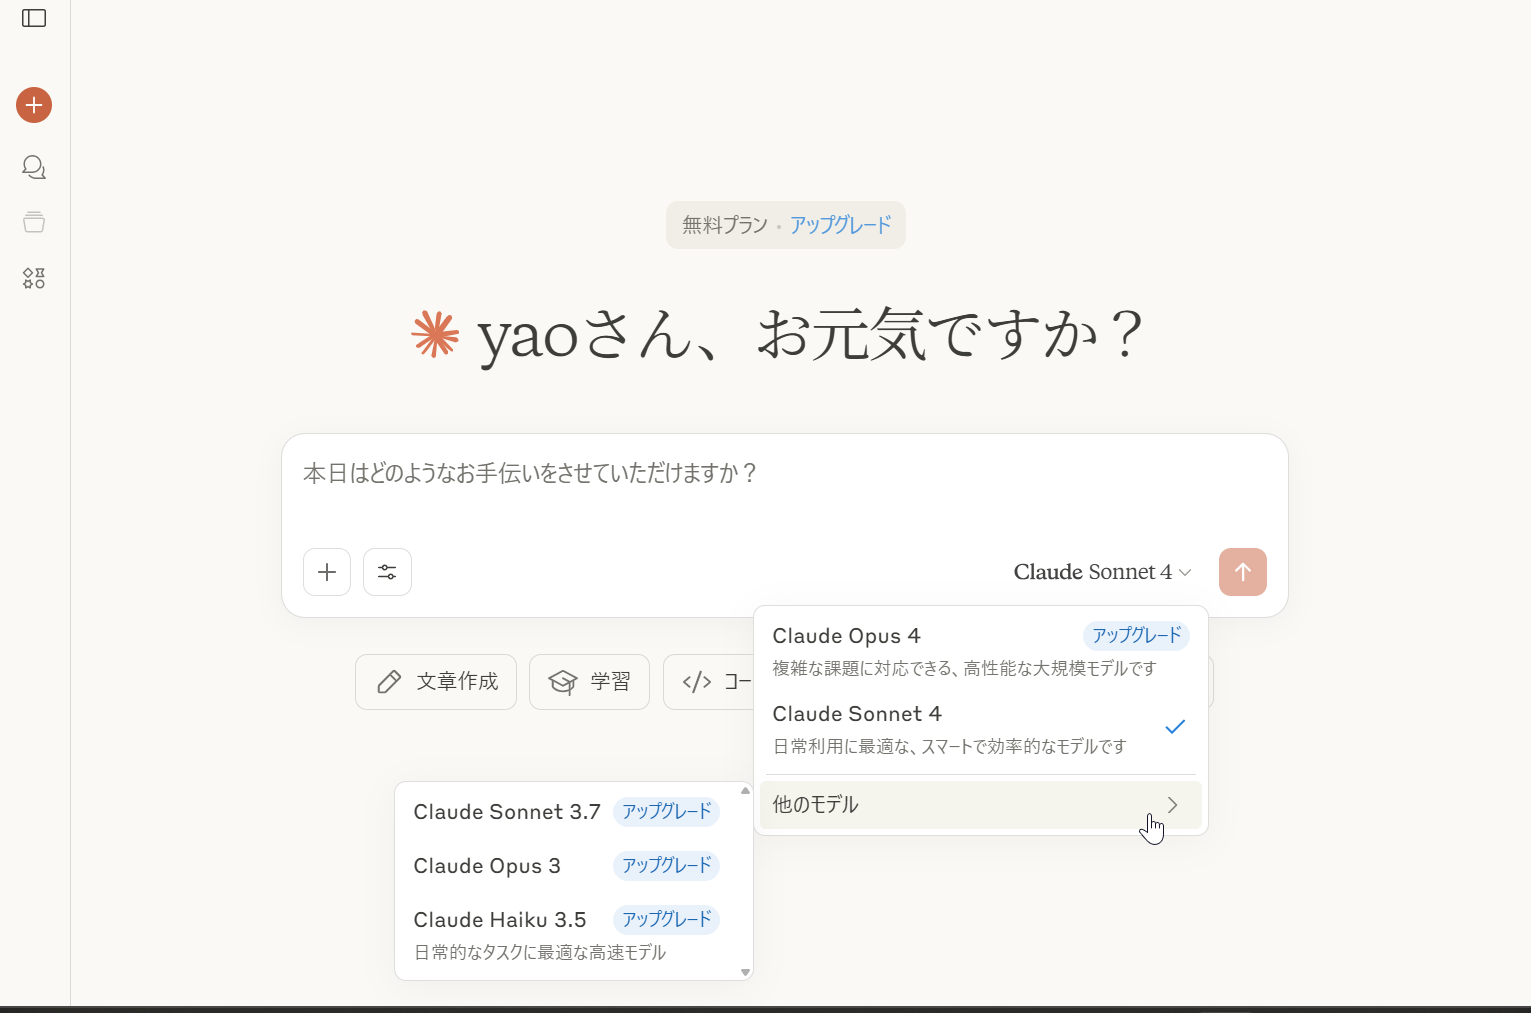 無料プラン・アップグレード
yaoさん、お元気ですか？
本日はどのようなお手伝いをさせていただけますか？
Claude Sonnet 4
文章作成
学習
</> コー
Claude Opus 4 アップグレード
複雑な課題に対応できる、高性能な大規模モデルです
Claude Sonnet 4
日常利用に最適な、スマートで効率的なモデルです
他のモデル
Claude Sonnet 3.7 アップグレード
Claude Opus 3 アップグレード
Claude Haiku 3.5 アップグレード
日常的なタスクに最適な高速モデル